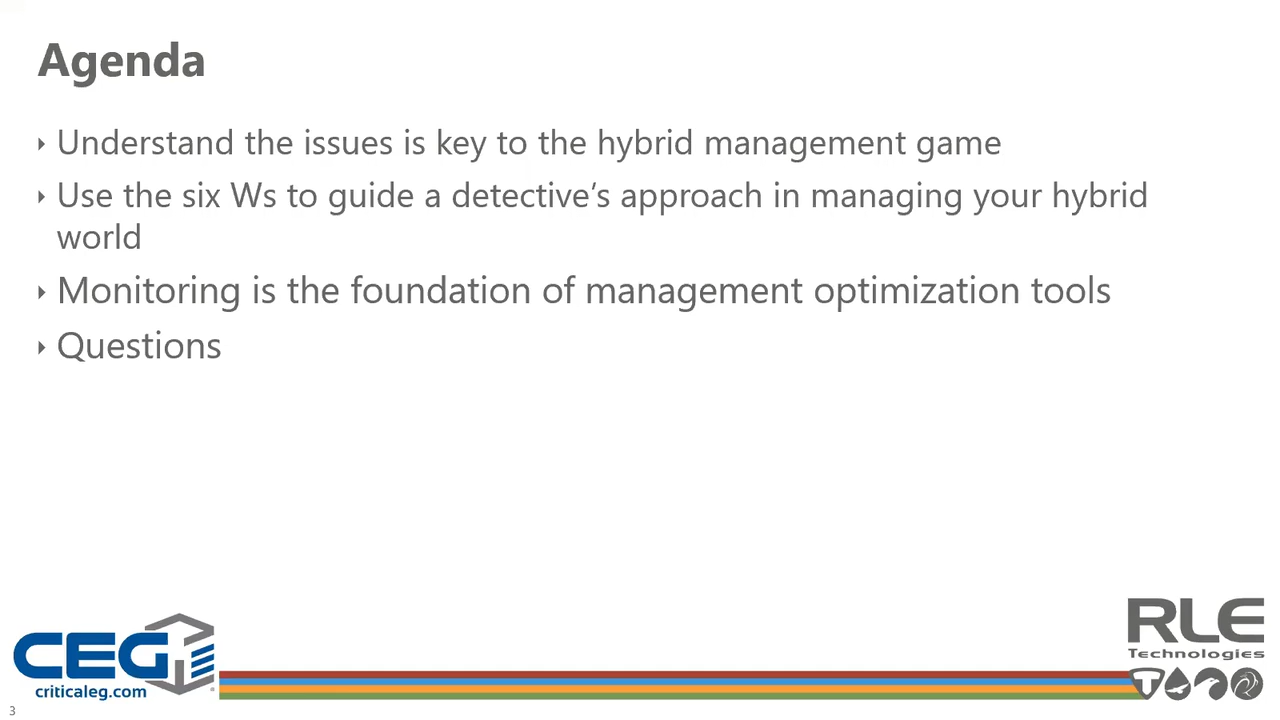 Agenda
Understand the issues is key to the hybrid management game
Use the six Ws to guide a detective’s approach in managing your hybrid
world
Monitoring is the foundation of management optimization tools
Questions
CEG
criticaleg.com
RLE
Technologies
3